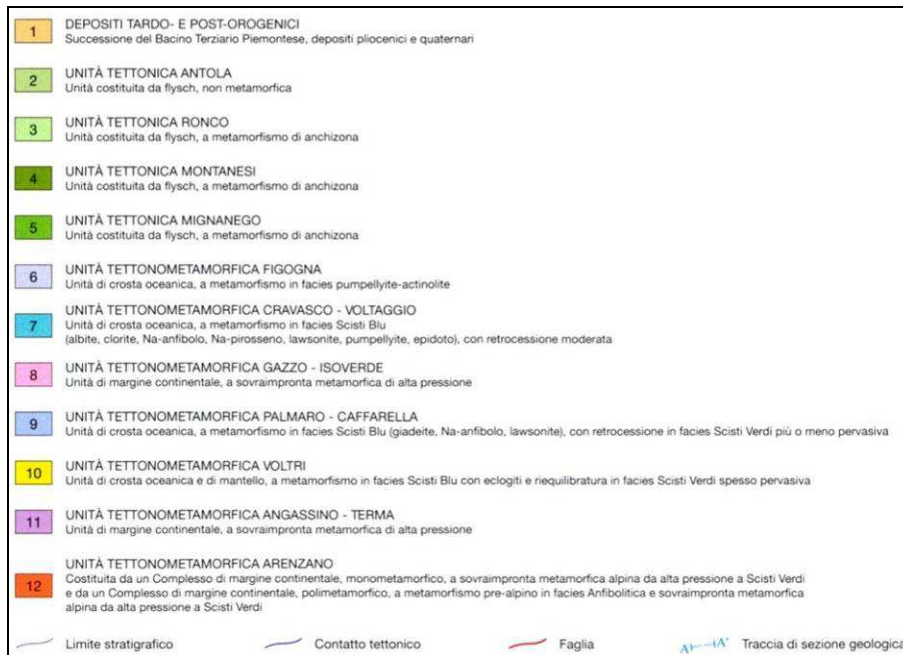 1 DEPOSITI TARDO- E POST-OROGENICI
Successione del Bacino Terziario Piemontese, depositi pliocenici e quaternari
2 UNITÀ TETTONICA ANTOLA
Unità costituita da flysch, non metamorfica
3 UNITÀ TETTONICA RONCO
Unità costituita da flysch, a metamorfismo di anchizona
4 UNITÀ TETTONICA MONTANESI
Unità costituita da flysch, a metamorfismo di anchizona
5 UNITÀ TETTONICA MIGNANEGO
Unità costituita da flysch, a metamorfismo di anchizona
6 UNITÀ TETTONOMETAMORFICA FIGOGNA
Unità di crosta oceanica, a metamorfismo in facies pumpellyite-actinolite
7 UNITÀ TETTONOMETAMORFICA CRAVASCO - VOLTAGGIO
Unità di crosta oceanica, a metamorfismo in facies Scisti Blu
(albite, clorite, Na-anfibolo, Na-pirosseno, lawsonite, pumpellyite, epidoto), con retrocessione moderata
8 UNITÀ TETTONOMETAMORFICA GAZZO - ISOVERDE
Unità di margine continentale, a sovraimpronta metamorfica di alta pressione
9 UNITÀ TETTONOMETAMORFICA PALMARO - CAFFARELLA
Unità di crosta oceanica, a metamorfismo in facies Scisti Blu (giadeite, Na-anfibolo, lawsonite), con retrocessione in facies Scisti Verdi più o meno pervasiva
10 UNITÀ TETTONOMETAMORFICA VOLTRI
Unità di crosta oceanica e di mantello, a metamorfismo in facies Scisti Blu con eclogiti e riequilibratura in facies Scisti Verdi spesso pervasiva
11 UNITÀ TETTONOMETAMORFICA ANGASSINO - TERMA
Unità di margine continentale, a sovraimpronta metamorfica di alta pressione
12 UNITÀ TETTONOMETAMORFICA ARENZANO
Costituita da un Complesso di margine continentale, monometamorfico, a sovraimpronta metamorfica alpina da alta pressione a Scisti Verdi
e da un Complesso di margine continentale, polimetamorfico, a metamorfismo pre-alpino in facies Anfibolitica e sovraimpronta metamorfica
alpina da alta pressione a Scisti Verdi
Limite stratigrafico Contatto tettonico Faglia A A' Traccia di sezione geologica